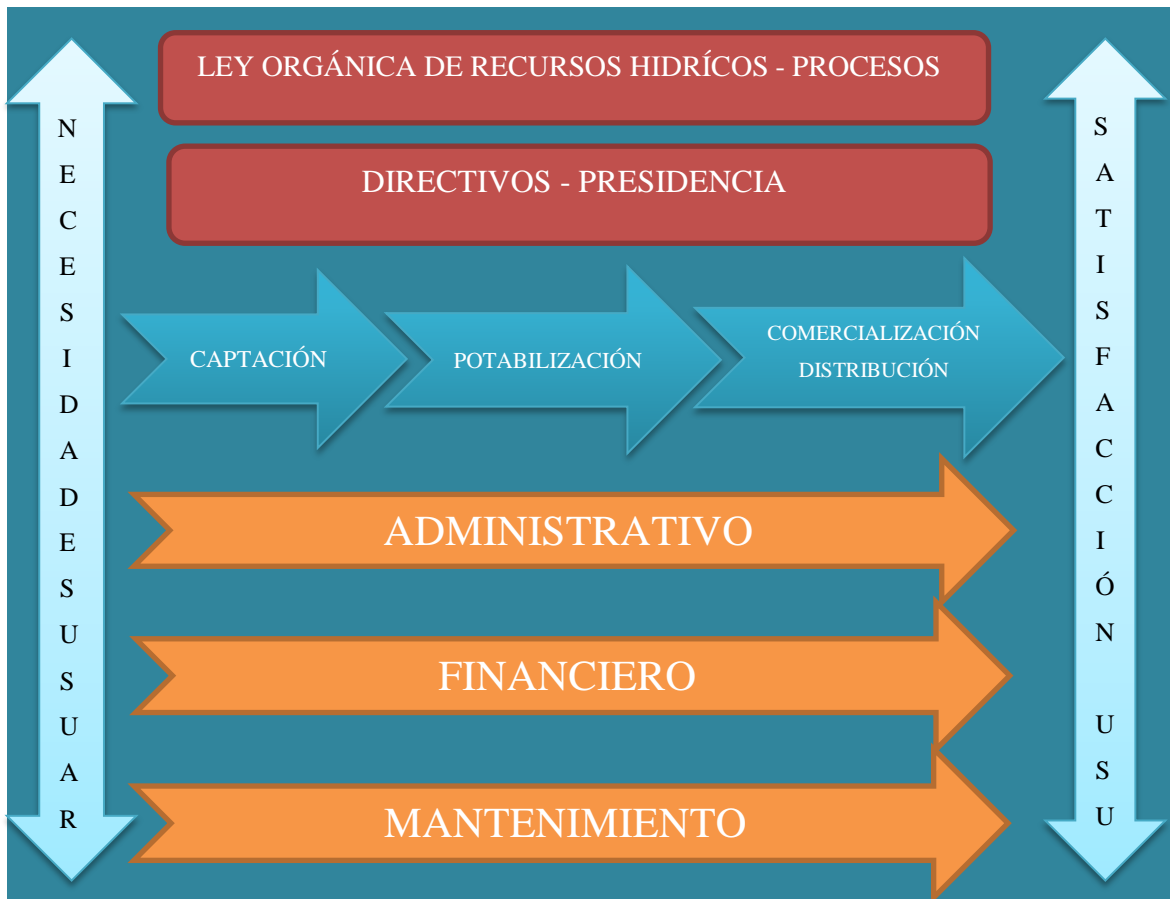 LEY ORGÁNICA DE RECURSOS HIDRÍCOS - PROCESOS
DIRECTIVOS - PRESIDENCIA
NECESIDADESUSUAR
CAPTACIÓN
POTABILIZACIÓN
COMERCIALIZACIÓN
DISTRIBUCIÓN
ADMINISTRATIVO
FINANCIERO
MANTENIMIENTO
SATISFACCIÓN USU